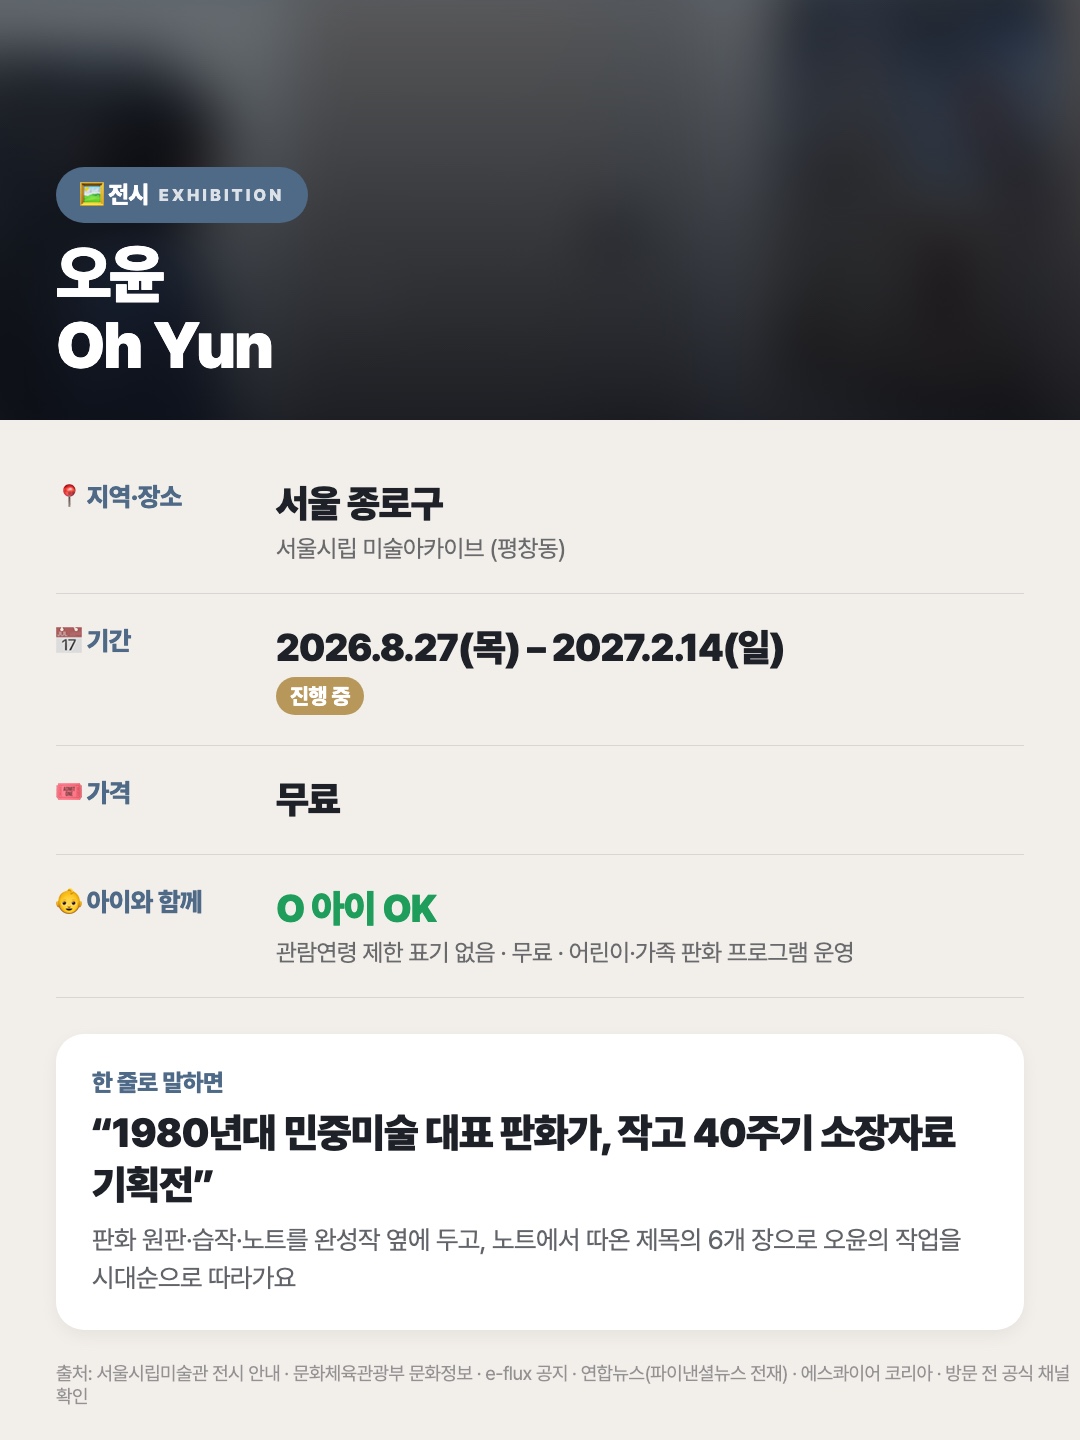 전시 EXHIBITION
오윤
Oh Yun
지역·장소
서울 종로구
서울시립 미술아카이브 (평창동)
기간
2026.8.27(목) – 2027.2.14(일)
진행 중
가격
무료
아이와 함께
O 아이 OK
관람연령 제한 표기 없음 · 무료 · 어린이·가족 판화 프로그램 운영
한 줄로 말하면
“1980년대 민중미술 대표 판화가, 작고 40주기 소장자료
기획전”
판화 원판·습작·노트를 완성작 옆에 두고, 노트에서 따온 제목의 6개 장으로 오윤의 작업을
시대순으로 따라가요
출처: 서울시립미술관 전시 안내 · 문화체육관광부 문화정보 · e-flux 공지 · 연합뉴스(파이낸셜뉴스 전재) · 에스콰이어 코리아 · 방문 전 공식 채널
확인